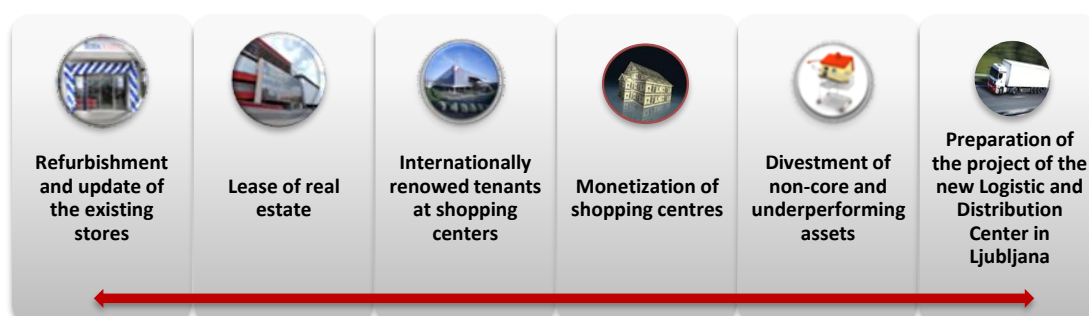 Refurbishment
and update of
the existing
stores
Lease of real
estate
Internationally
renowed tenants
at shopping
centers
Monetization of
shopping centres
Divestment of
non-core and
underperforming
assets
Preparation of
the project of the
new Logistic and
Distribution
Center in
Ljubljana